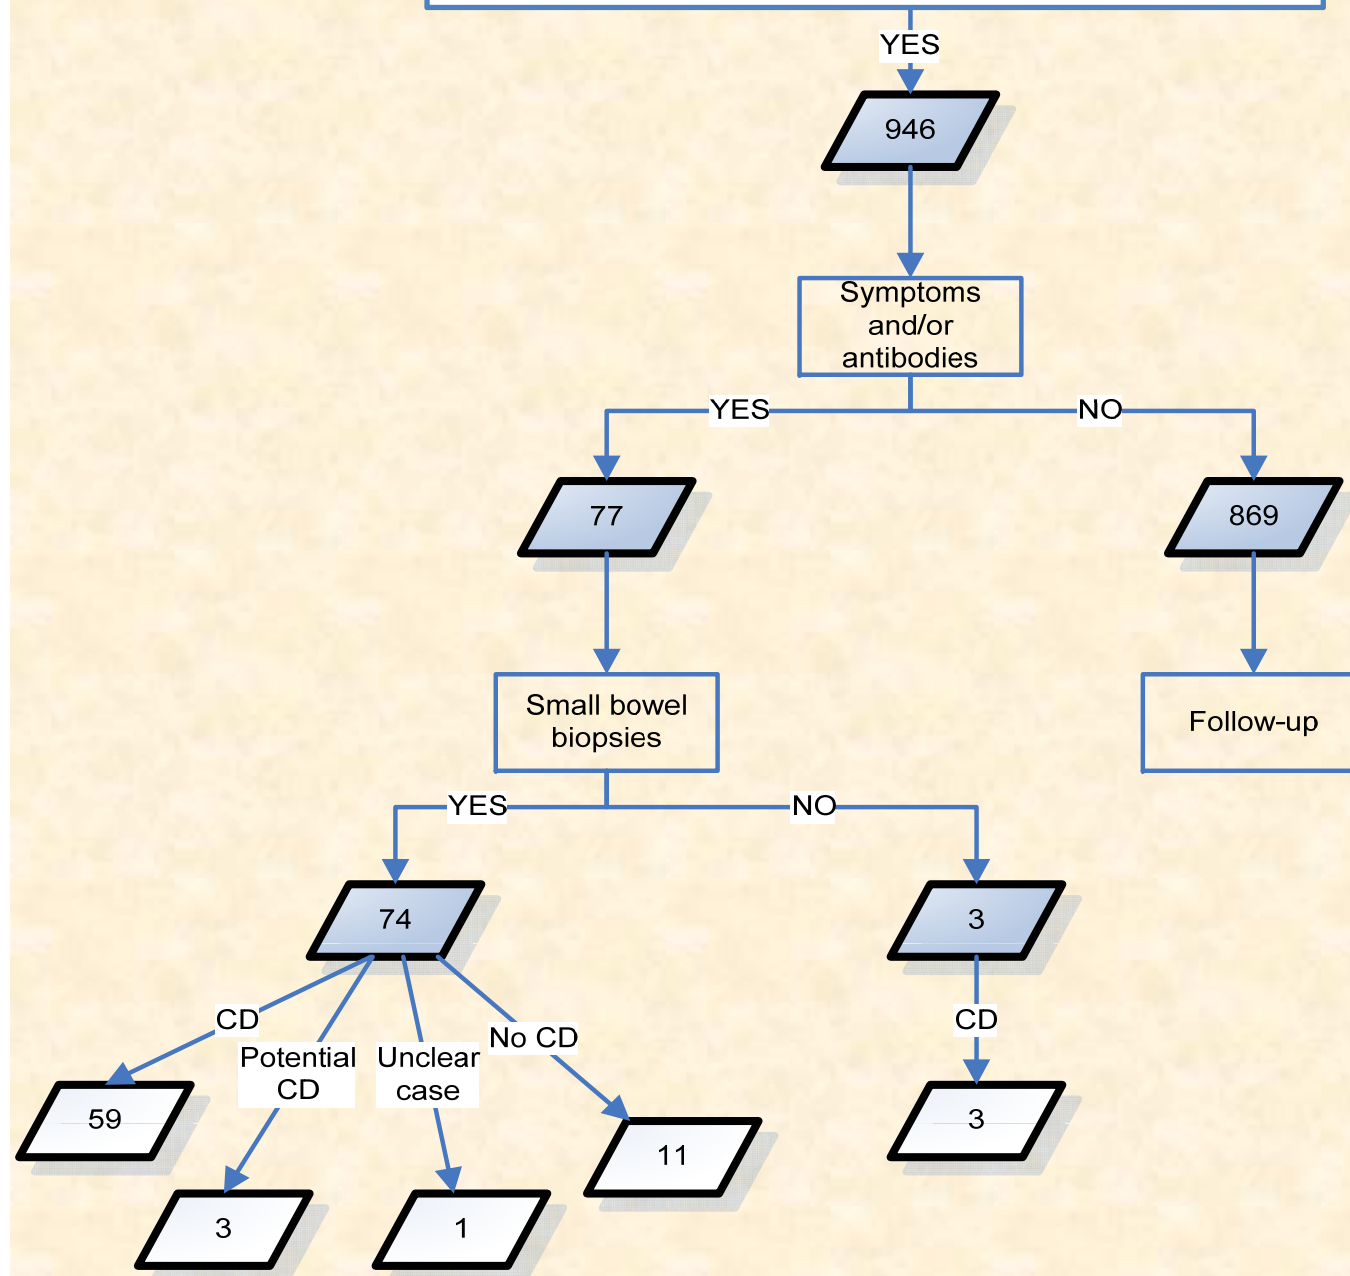 YES
946
Symptoms
and/or
antibodies
YES
NO
77
869
Small bowel
biopsies
Follow-up
YES
NO
74
3
CD
Potential
CD
Unclear
case
No CD
CD
59
3
1
11
3